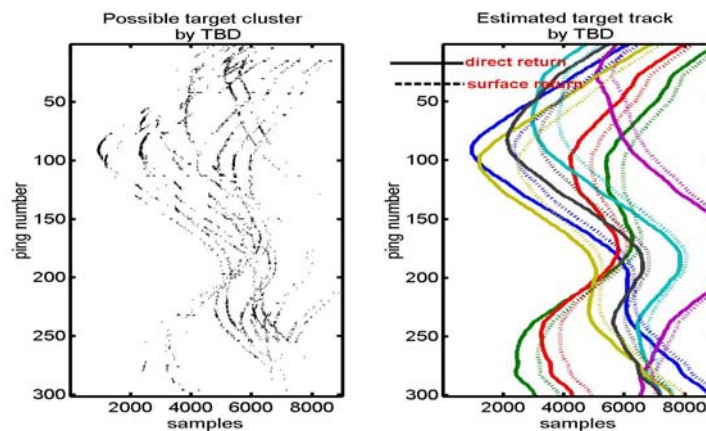 Possible target cluster
by TBD
50
100
150
200
250
300
ping number
2000 4000 6000 8000
samples
Estimated target track
by TBD
direct return
surface return
50
100
150
200
250
300
ping number
2000 4000 6000 8000
samples